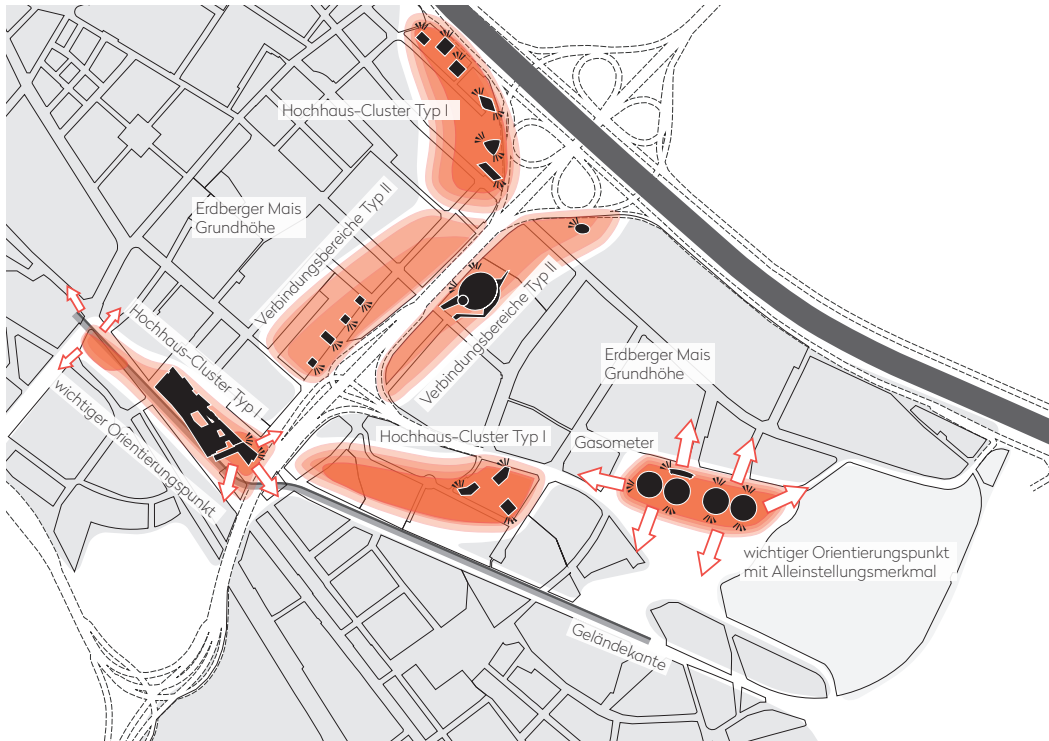 Hochhaus-Cluster Typ I
Erdberger Mais
Grundhöhe
Verbindungsbereiche Typ II
Verbindungsbereiche Typ II
Hochhaus-Cluster Typ I
wichtiger Orientierungspunkt
Erdberger Mais
Grundhöhe
Hochhaus-Cluster Typ I
Gasometer
wichtiger Orientierungspunkt
mit Alleinstellungsmerkmal
Geländekante